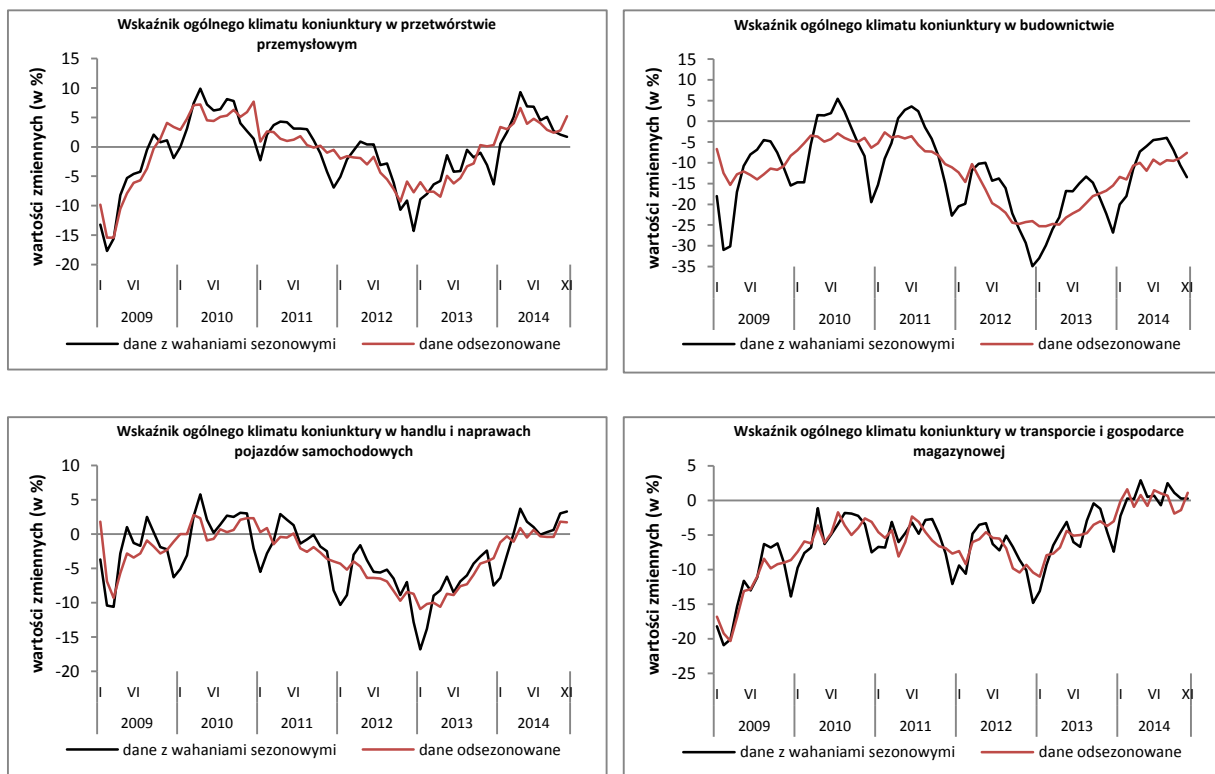 Wskaźnik ogólnego klimatu koniunktury w przetwórstwie
przemysłowym
wartości zmiennych (w %)
15
10
5
0
-5
-10
-15
-20
I VI I VI I VI I VI I VI I VI XI
2009 2010 2011 2012 2013 2014
dane z wahaniami sezonowymi dane odsezonowane
Wskaźnik ogólnego klimatu koniunktury w budownictwie
wartości zmiennych (w %)
15
10
5
0
-5
-10
-15
-20
-25
-30
-35
I VI I VI I VI I VI I VI I VI XI
2009 2010 2011 2012 2013 2014
dane z wahaniami sezonowymi dane odsezonowane
Wskaźnik ogólnego klimatu koniunktury w handlu i naprawach
pojazdów samochodowych
wartości zmiennych (w %)
10
5
0
-5
-10
-15
-20
I VI I VI I VI I VI I VI I VI XI
2009 2010 2011 2012 2013 2014
dane z wahaniami sezonowymi dane odsezonowane
Wskaźnik ogólnego klimatu koniunktury w transporcie i gospodarce
magazynowej
wartości zmiennych (w %)
5
0
-5
-10
-15
-20
-25
I VI I VI I VI I VI I VI I VI XI
2009 2010 2011 2012 2013 2014
dane z wahaniami sezonowymi dane odsezonowane